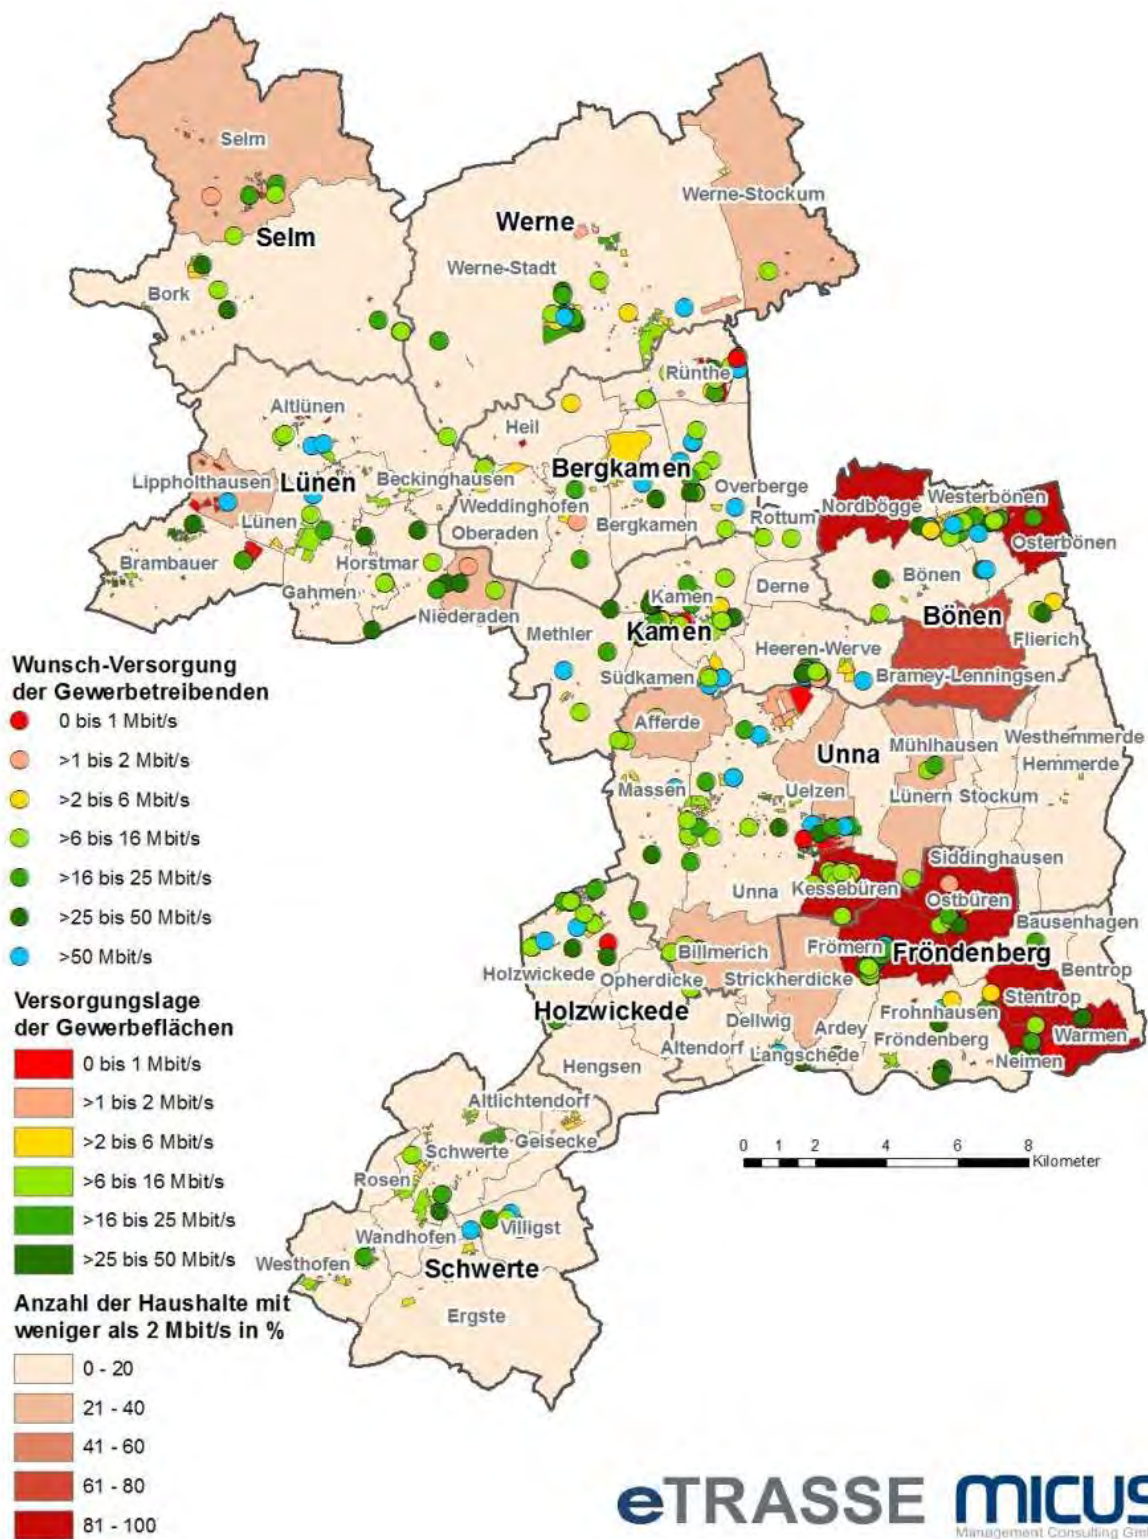 Selm
Werne-Stockum
Werne
Selm
Werne-Stadt
Bork
Rünthe
Altlünen
Heil
Lippholthausen
Lünen
Beckinghausen
Bergkamen
Weddinghofen
Overberge
Nordbögge
Westerbönen
Lünen
Oberaden
Bergkamen
Rottum
Osterbönen
Brambauer
Horstmar
Gahmen
Derne
Bönen
Niederaden
Kamen
Methler
Kamen
Bönen
Flierich
Heeren-Werve
Südkamen
Bramey-Lenningsen
Afferde
Unna
Mühlhausen
Westhemmerde
Hemmerde
Massen
Uelzen
Lünern
Stockum
Siddinghausen
Unna
Kessebüren
Ostbüren
Bausenhagen
Billmerich
Frömern
Fröndenberg
Bentrop
Holzwickede
Opherdicke
Strickherdicke
Stentrop
Holzwickede
Dellwig
Ardey
Frohnhausen
Fröndenberg
Warmen
Altendorf
Langschede
Neimen
Hengsen
Altlichtendorf
Geisecke
Schwerte
Rosen
Wandhofen
Villigst
Westhofen
Schwerte
Ergste
Wunsch-Versorgung
der Gewerbetreibenden
0 bis 1 Mbit/s
>1 bis 2 Mbit/s
>2 bis 6 Mbit/s
>6 bis 16 Mbit/s
>16 bis 25 Mbit/s
>25 bis 50 Mbit/s
>50 Mbit/s
Versorgungslage
der Gewerbeflächen
0 bis 1 Mbit/s
>1 bis 2 Mbit/s
>2 bis 6 Mbit/s
>6 bis 16 Mbit/s
>16 bis 25 Mbit/s
>25 bis 50 Mbit/s
Anzahl der Haushalte mit
weniger als 2 Mbit/s in %
0 - 20
21 - 40
41 - 60
61 - 80
81 - 100
0 1 2 4 6 8
Kilometer
eTRASSE
MICUS
Management Consulting